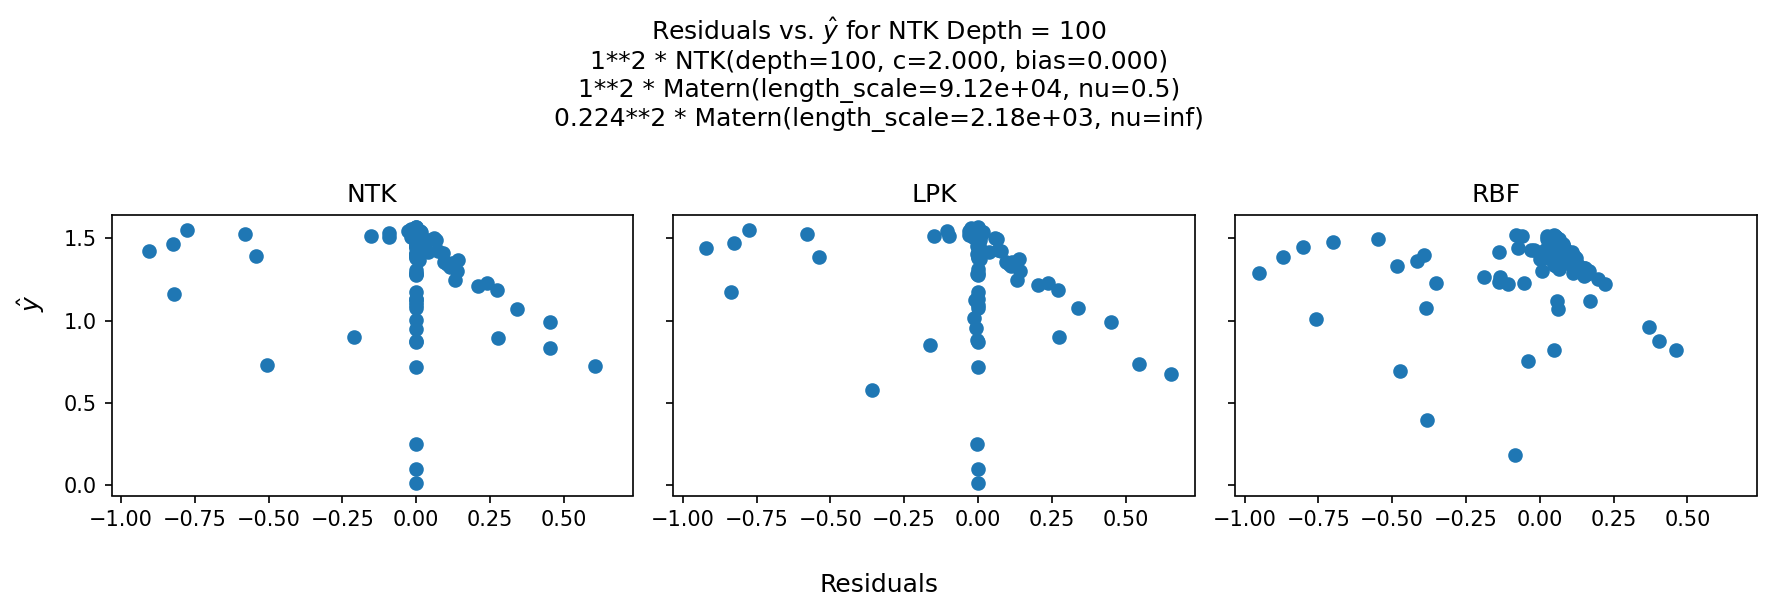 Residuals vs. ŷ for NTK Depth = 100
1**2 * NTK(depth=100, c=2.000, bias=0.000)
1**2 * Matern(length_scale=9.12e+04, nu=0.5)
0.224**2 * Matern(length_scale=2.18e+03, nu=inf)
NTK
LPK
RBF
1.5
1.0
0.5
0.0
ŷ
−1.00 −0.75 −0.50 −0.25 0.00 0.25 0.50
−1.00 −0.75 −0.50 −0.25 0.00 0.25 0.50
−1.00 −0.75 −0.50 −0.25 0.00 0.25 0.50
Residuals